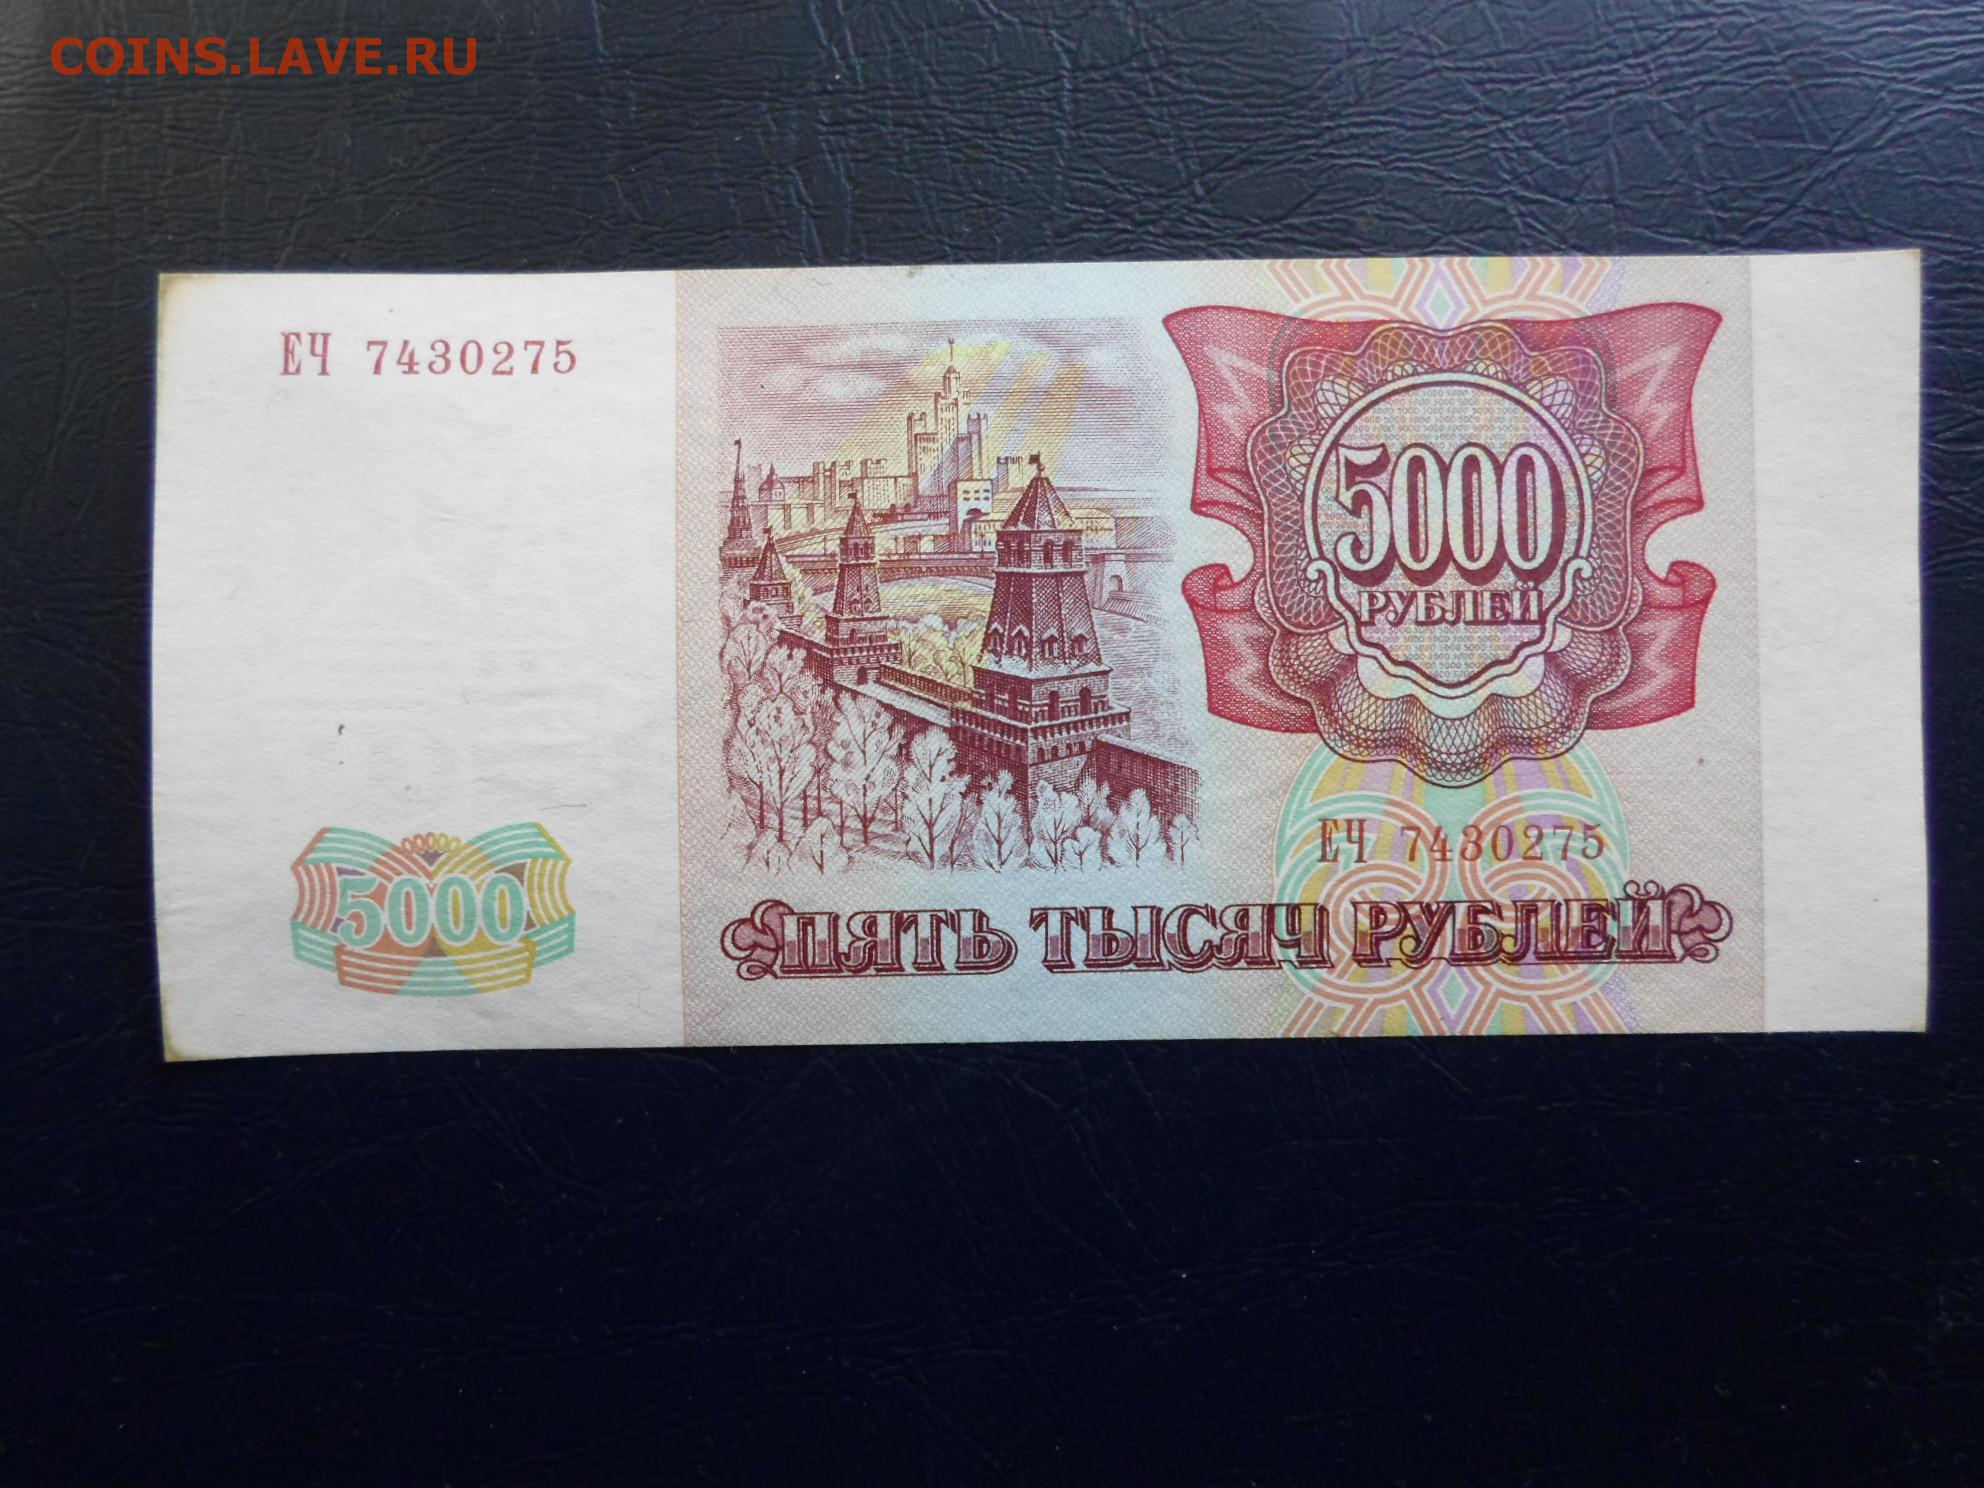 COINS.LAVE.RU
ЕЧ 7430275
5000
РУБЛЕЙ
ЕЧ 7430275
5000
ПЯТЬ ТЫСЯЧ РУБЛЕЙ